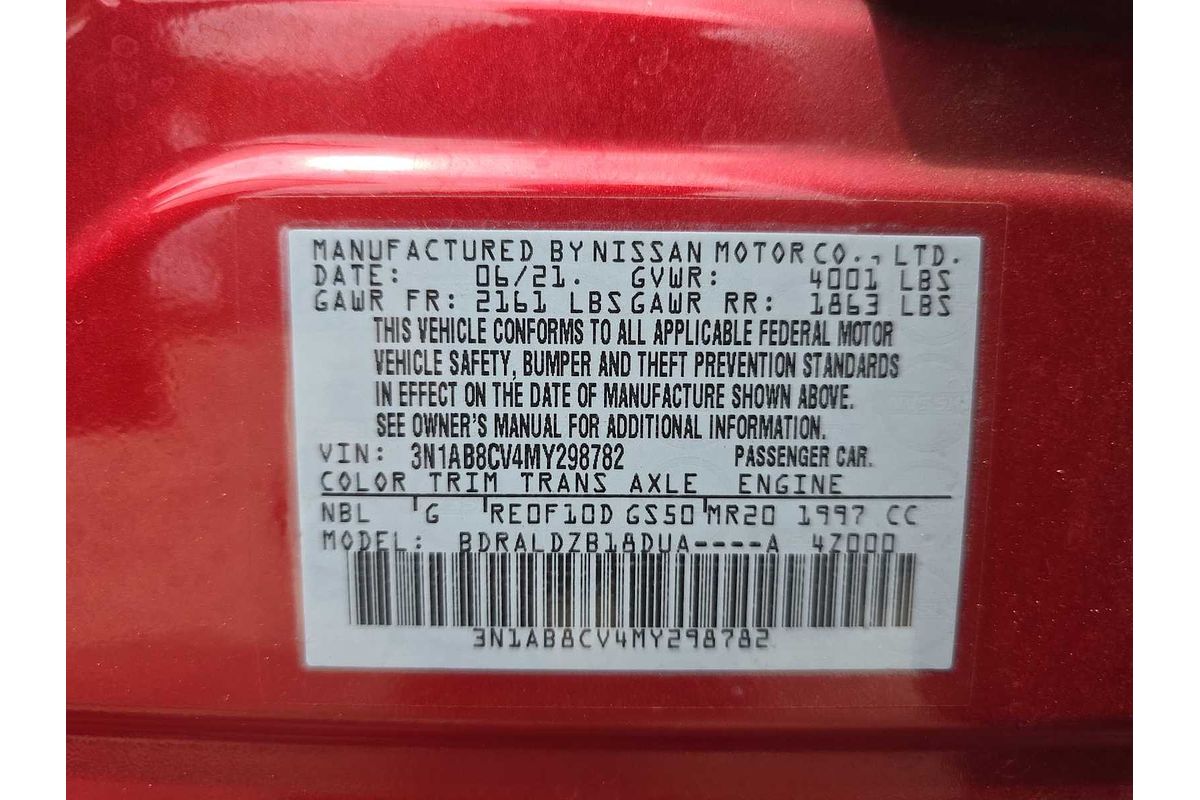 MANUFACTURED BY NISSAN MOTOR CO., LTD.
DATE: 06/21. GVWR: 4001 LBS
GAWR FR: 2161 LBS GAWR RR: 1863 LBS
THIS VEHICLE CONFORMS TO ALL APPLICABLE FEDERAL MOTOR
VEHICLE SAFETY, BUMPER AND THEFT PREVENTION STANDARDS
IN EFFECT ON THE DATE OF MANUFACTURE SHOWN ABOVE.
SEE OWNER'S MANUAL FOR ADDITIONAL INFORMATION.
VIN: 3N1AB8CV4MY298782 PASSENGER CAR.
COLOR TRIM TRANS AXLE ENGINE
NBL G RE0F10D GS50 MR20 1997 CC
MODEL: BDRALDZB18DUA----A 4Z000
3N1AB8CV4MY298782